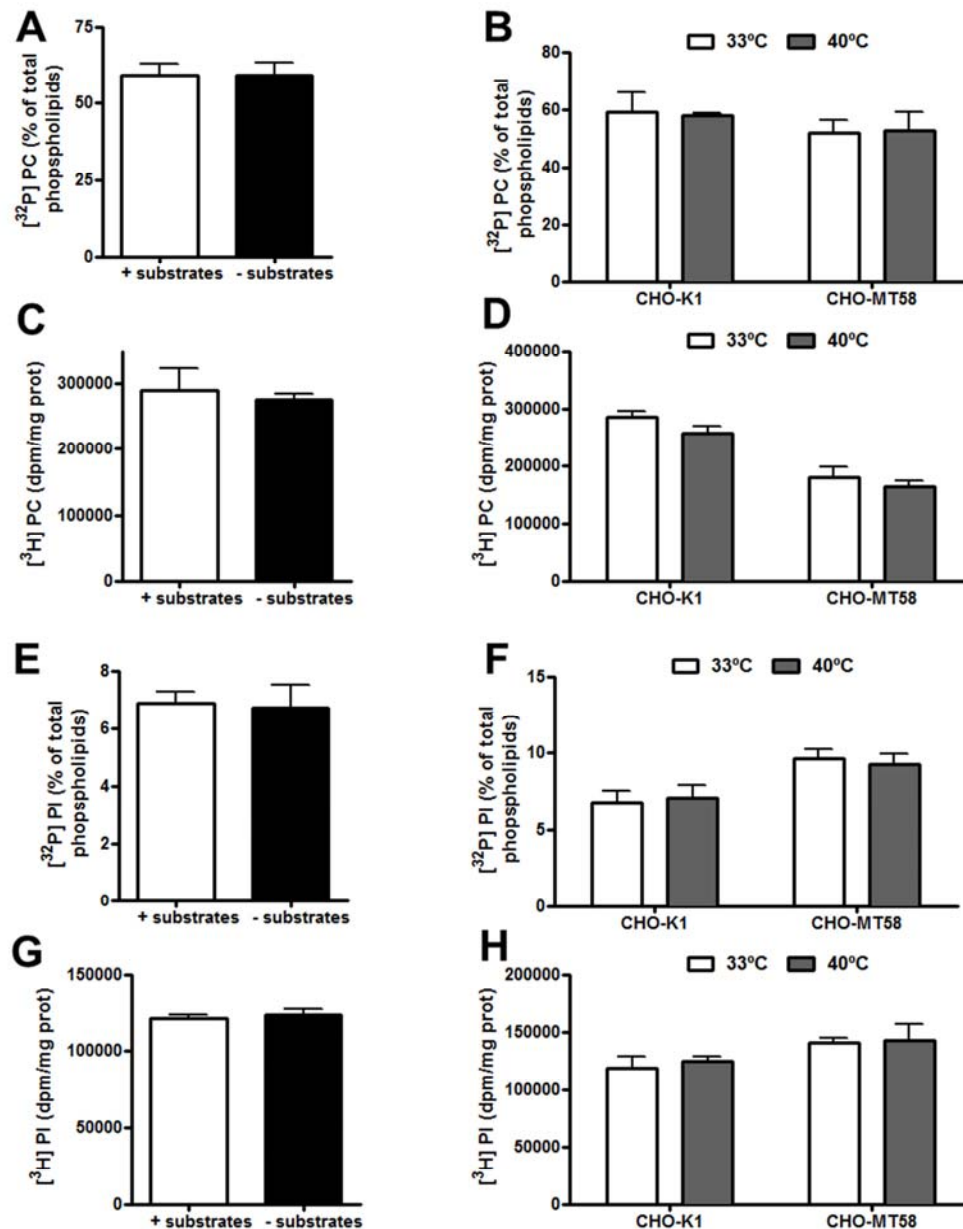 A
[32P] PC (% of total
phopspholipids)
75
50
25
0
+ substrates
- substrates
B
33ºC
40ºC
[32P] PC (% of total
phopspholipids)
80
60
40
20
0
CHO-K1
CHO-MT58
C
[3H] PC (dpm/mg prot)
300000
200000
100000
0
+ substrates
- substrates
D
33ºC
40ºC
[3H] PC (dpm/mg prot)
400000
300000
200000
100000
0
CHO-K1
CHO-MT58
E
[32P] PI (% of total
phopspholipids)
8
6
4
2
0
+ substrates
- substrates
F
33ºC
40ºC
[32P] PI (% of total
phopspholipids)
15
10
5
0
CHO-K1
CHO-MT58
G
[3H] PI (dpm/mg prot)
150000
100000
50000
0
+ substrates
- substrates
H
33ºC
40ºC
[3H] PI (dpm/mg prot)
200000
150000
100000
50000
0
CHO-K1
CHO-MT58